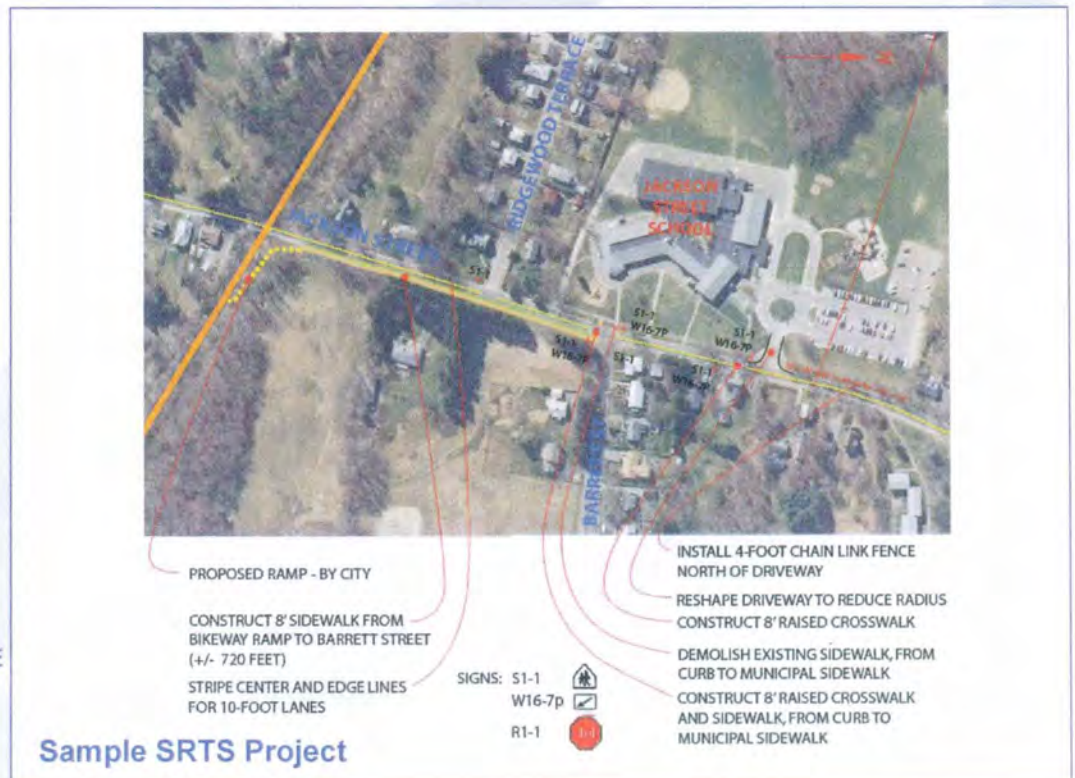 RIDGEWOOD TERRACE
JACKSON STREET
JACKSON
STREET
SCHOOL
S1-1
S1-1
W16-7P
S1-1
W16-7P
S1-1
S1-1
W16-7P
S1-1
W16-7P
PROPOSED RAMP - BY CITY
CONSTRUCT 8' SIDEWALK FROM
BIKEWAY RAMP TO BARRETT STREET
(+/- 720 FEET)
STRIPE CENTER AND EDGE LINES
FOR 10-FOOT LANES
SIGNS: S1-1
W16-7p
R1-1
INSTALL 4-FOOT CHAIN LINK FENCE
NORTH OF DRIVEWAY
RESHAPE DRIVEWAY TO REDUCE RADIUS
CONSTRUCT 8' RAISED CROSSWALK
DEMOLISH EXISTING SIDEWALK, FROM
CURB TO MUNICIPAL SIDEWALK
CONSTRUCT 8' RAISED CROSSWALK
AND SIDEWALK, FROM CURB TO
MUNICIPAL SIDEWALK
Sample SRTS Project